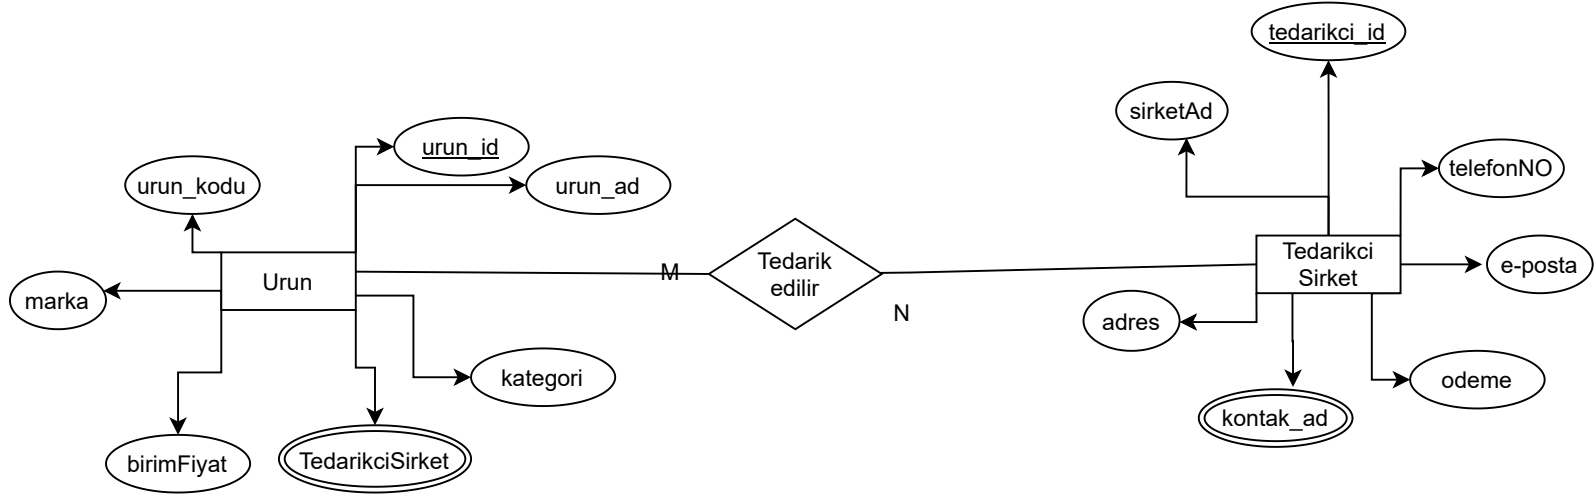 tedarikci_id
sirketAd
urun_id
telefonNO
urun_kodu
urun_ad
Tedarikci
Sirket
Tedarik
edilir
M
e-posta
Urun
marka
N
adres
kategori
odeme
kontak_ad
birimFiyat
TedarikciSirket